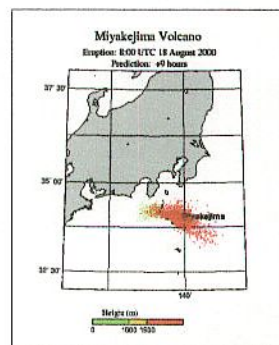 Miyakejima Volcano
Eruption: 8:00 UTC 18 August 2000
Prediction: +9 hours
37° 30'
35° 00'
Miyakejima
32° 30'
140°
Height (m)
0 1000 1500